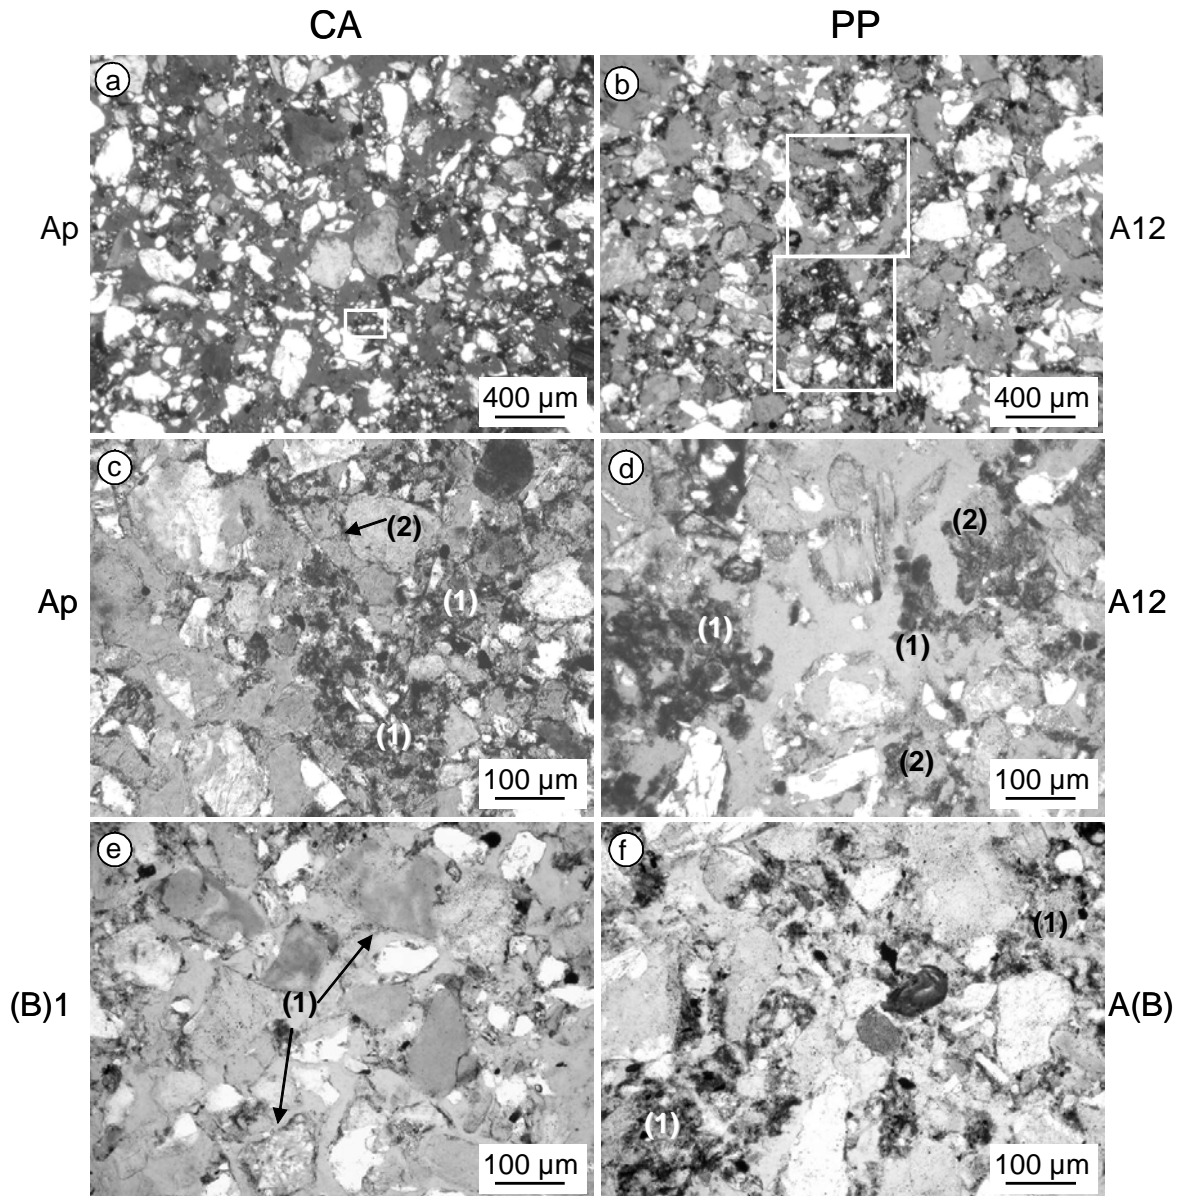 CA PP
a b
Ap A12
400 µm 400 µm
c d
(2) (2)
Ap (1) (1) A12
(1) (1)
(2)
100 µm 100 µm
e f
(1)
(B)1 (1) A(B)
(1)
100 µm 100 µm